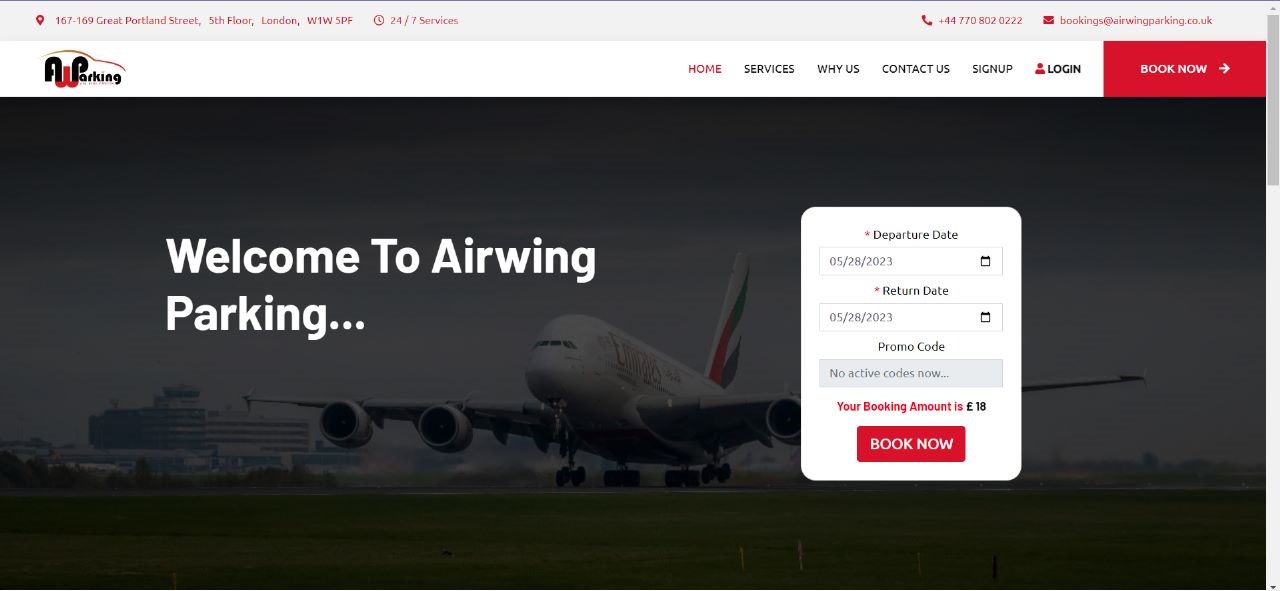 167-169 Great Portland Street, 5th Floor, London, W1W 5PF
24 / 7 Services
+44 770 802 0222
bookings@airwingparking.co.uk
AWParking
HOME
SERVICES
WHY US
CONTACT US
SIGNUP
LOGIN
BOOK NOW
Welcome To Airwing
Parking...
Emirates
* Departure Date
05/28/2023
* Return Date
05/28/2023
Promo Code
No active codes now...
Your Booking Amount is £ 18
BOOK NOW